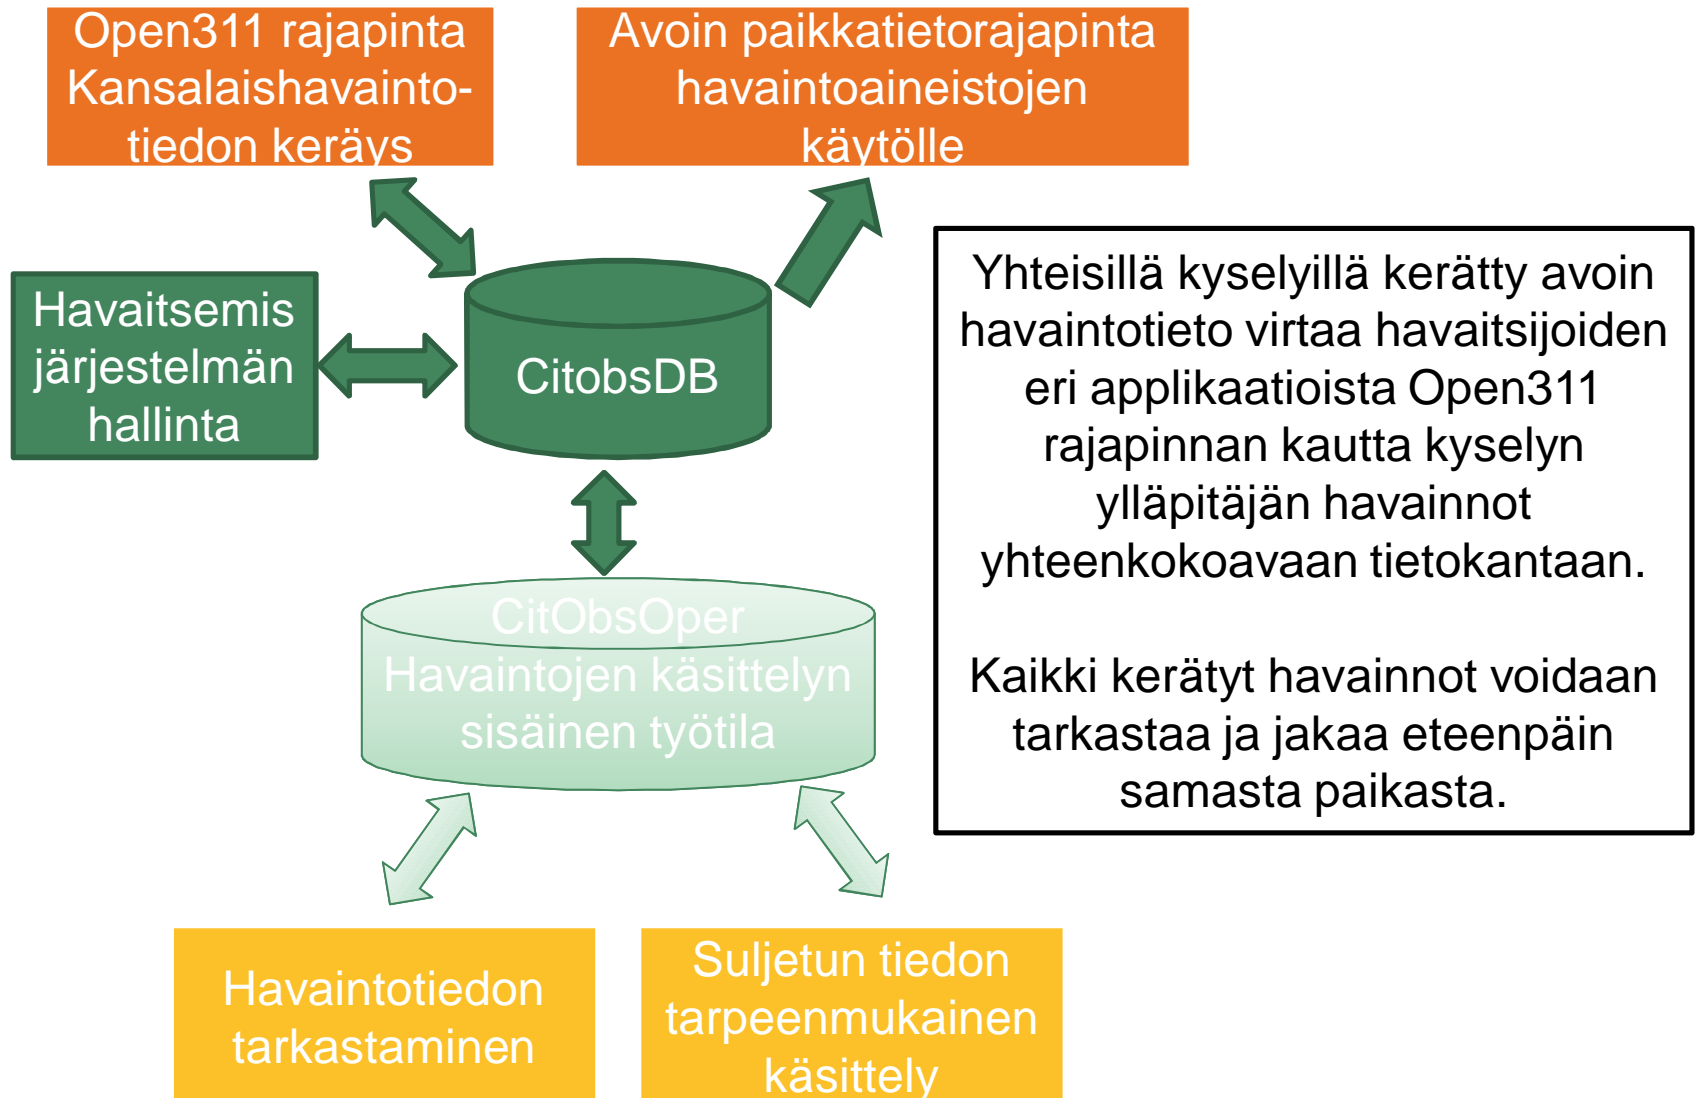 Open311 rajapinta
Kansalaishavainto-
tiedon keräys
Avoin paikkatietorajapinta
havaintoaineistojen
käytölle
Havaitsemis
järjestelmän
hallinta
CitobsDB
Yhteisillä kyselyillä kerätty avoin
havaintotieto virtaa havaitsijoiden
eri applikaatioista Open311
rajapinnan kautta kyselyn
ylläpitäjän havainnot
yhteenkokoavaan tietokantaan.
Kaikki kerätyt havainnot voidaan
tarkastaa ja jakaa eteenpäin
samasta paikasta.
CitObsOper
Havaintojen käsittelyn
sisäinen työtila
Havaintotiedon
tarkastaminen
Suljetun tiedon
tarpeenmukainen
käsittely